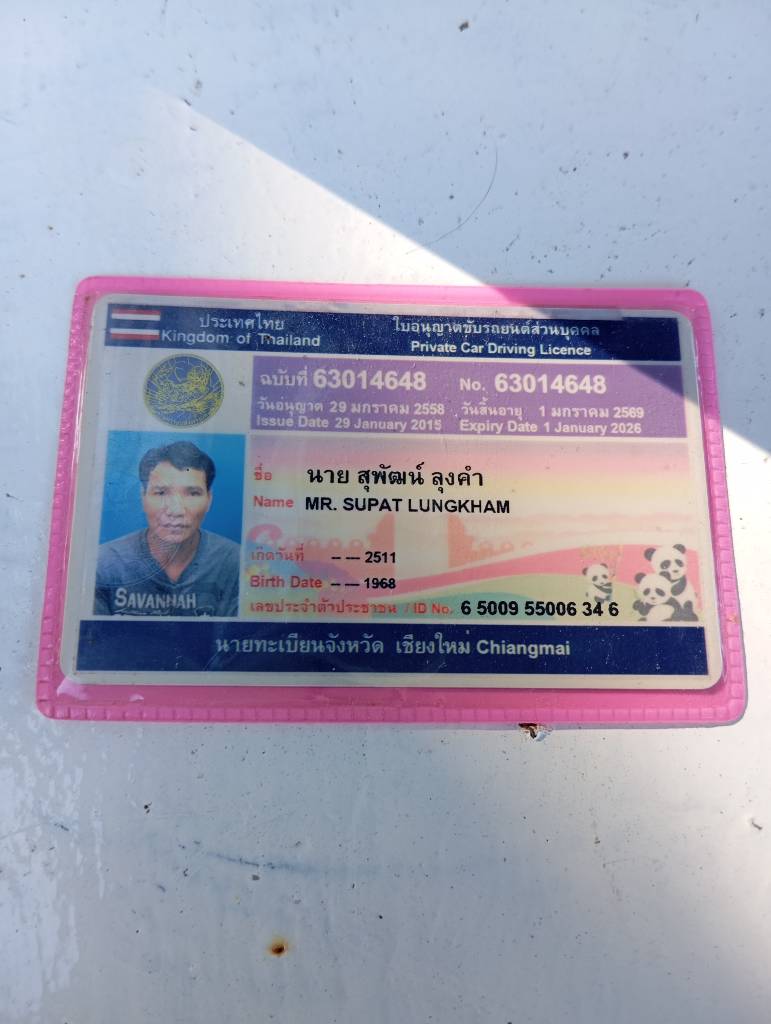 ประเทศไทย
Kingdom of Thailand
ใบอนุญาตขับรถยนต์ส่วนบุคคล
Private Car Driving Licence
ฉบับที่ 63014648 No. 63014648
วันอนุญาต 29 มกราคม 2558 วันสิ้นอายุ 1 มกราคม 2569
Issue Date 29 January 2015 Expiry Date 1 January 2026
ชื่อ นาย สุพัฒน์ ลุงคำ
Name MR. SUPAT LUNGKHAM
เกิดวันที่ -- --- 2511
Birth Date -- --- 1968
เลขประจำตัวประชาชน / ID No. 6 5009 55006 34 6
SAVANNAH
นายทะเบียนจังหวัด เชียงใหม่ Chiangmai